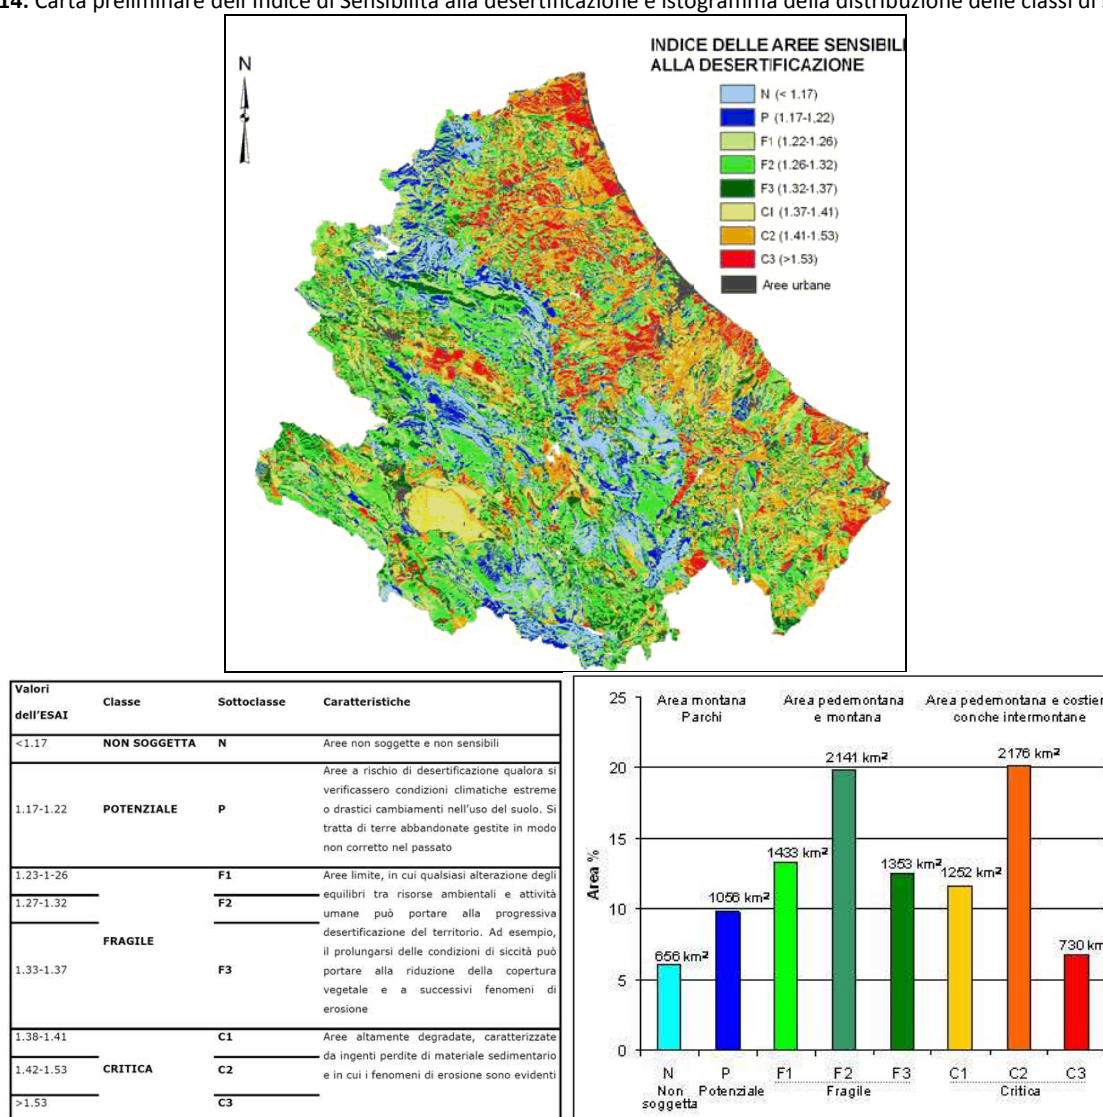 14: Carta preliminare dell'Indice di Sensibilità alla desertificazione e istogramma della distribuzione delle classi di
INDICE DELLE AREE SENSIBILI
ALLA DESERTIFICAZIONE
N
N (< 1.17)
P (1.17-1,22)
F1 (1.22-1.26)
F2 (1.26-1.32)
F3 (1.32-1.37)
C1 (1.37-1.41)
C2 (1.41-1.53)
C3 (>1.53)
Aree urbane
Valori
dell'ESAI
Classe
Sottoclasse
Caratteristiche
<1.17
NON SOGGETTA
N
Aree non soggette e non sensibili
1.17-1.22
POTENZIALE
P
Aree a rischio di desertificazione qualora si
verificassero condizioni climatiche estreme
o drastici cambiamenti nell'uso del suolo. Si
tratta di terre abbandonate gestite in modo
non corretto nel passato
1.23-1-26
F1
1.27-1.32
F2
FRAGILE
1.33-1.37
F3
Aree limite, in cui qualsiasi alterazione degli
equilibri tra risorse ambientali e attività
umane può portare alla progressiva
desertificazione del territorio. Ad esempio,
il prolungarsi delle condizioni di siccità può
portare alla riduzione della copertura
vegetale e a successivi fenomeni di
erosione
1.38-1.41
C1
1.42-1.53
CRITICA
C2
>1.53
C3
Aree altamente degradate, caratterizzate
da ingenti perdite di materiale sedimentario
e in cui i fenomeni di erosione sono evidenti
Area montana
Parchi
Area pedemontana
e montana
Area pedemontana e costier
conche intermontane
Area %
25
20
15
10
5
0
656 km²
1056 km²
1433 km²
2141 km²
1353 km²
1252 km²
2176 km²
730 km
N
P
F1
F2
F3
C1
C2
C3
Non
soggetta
Potenziale
Fragile
Critica